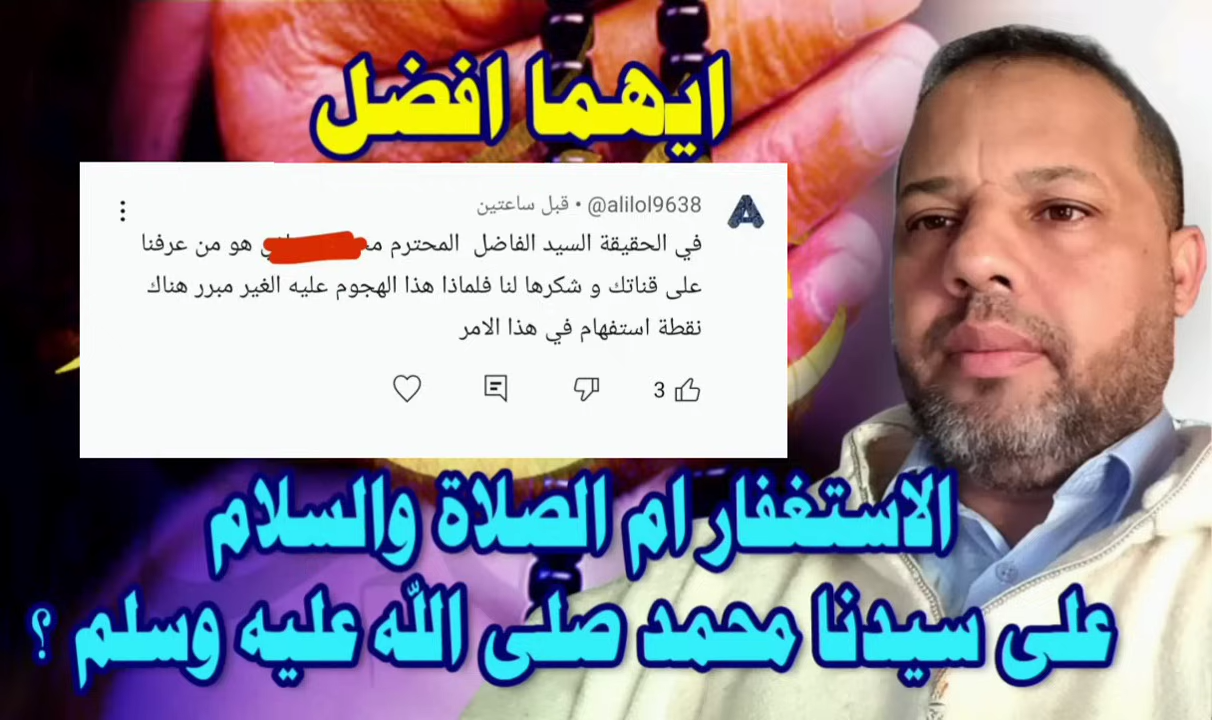 ايهما افضل
@alilol9638 • قبل ساعتين
في الحقيقة السيد الفاضل المحترم هو من عرفنا
على قناتك و شكرها لنا فلماذا هذا الهجوم عليه الغير مبرر هناك
نقطة استفهام في هذا الامر
3
الاستغفار ام الصلاة والسلام
على سيدنا محمد صلى الله عليه وسلم ؟